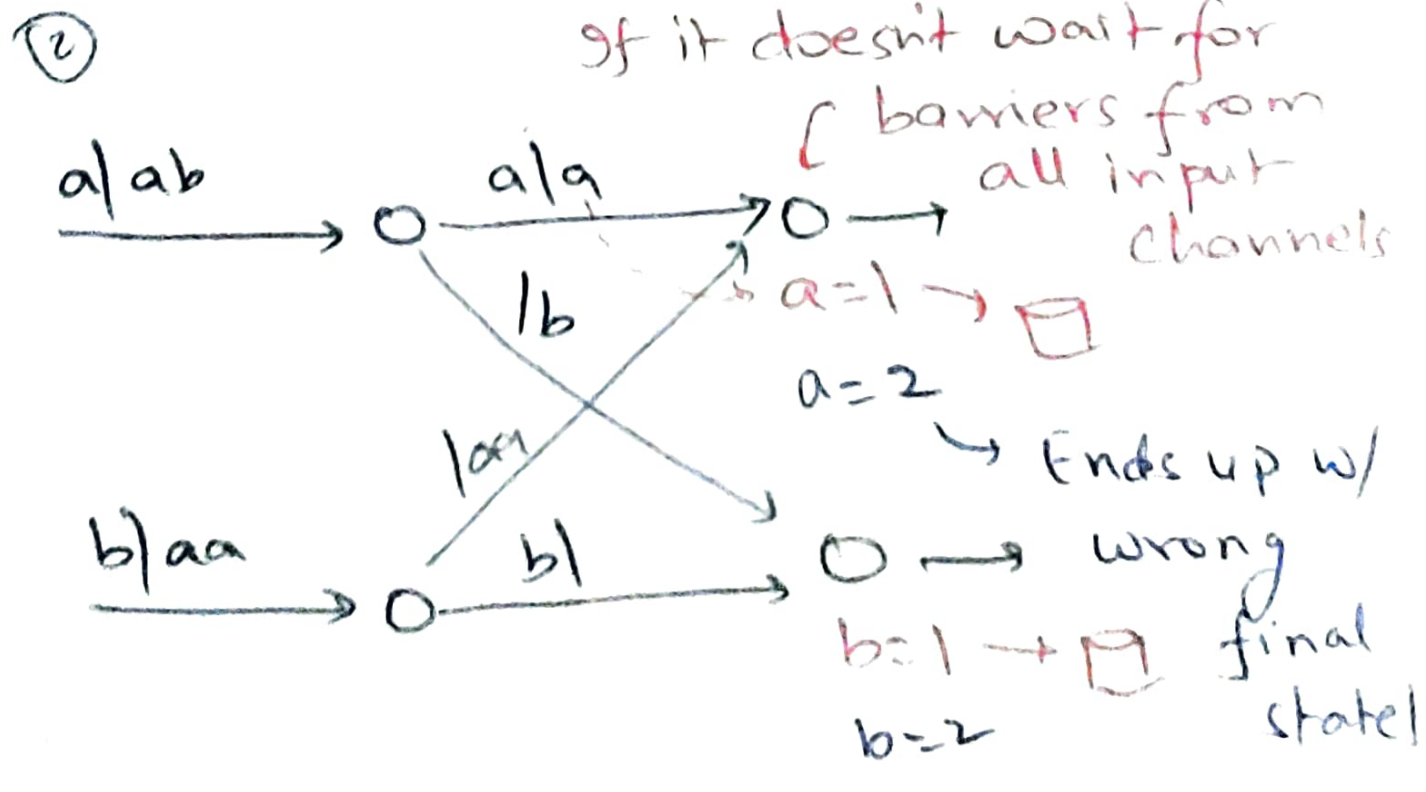 2
If it doesn't wait for
barriers from
all input
channels
a|ab
a|a
|b
a=1
a=2
Ends up w/
wrong
final
state!
|aa
b|aa
b|
b=1
b=2